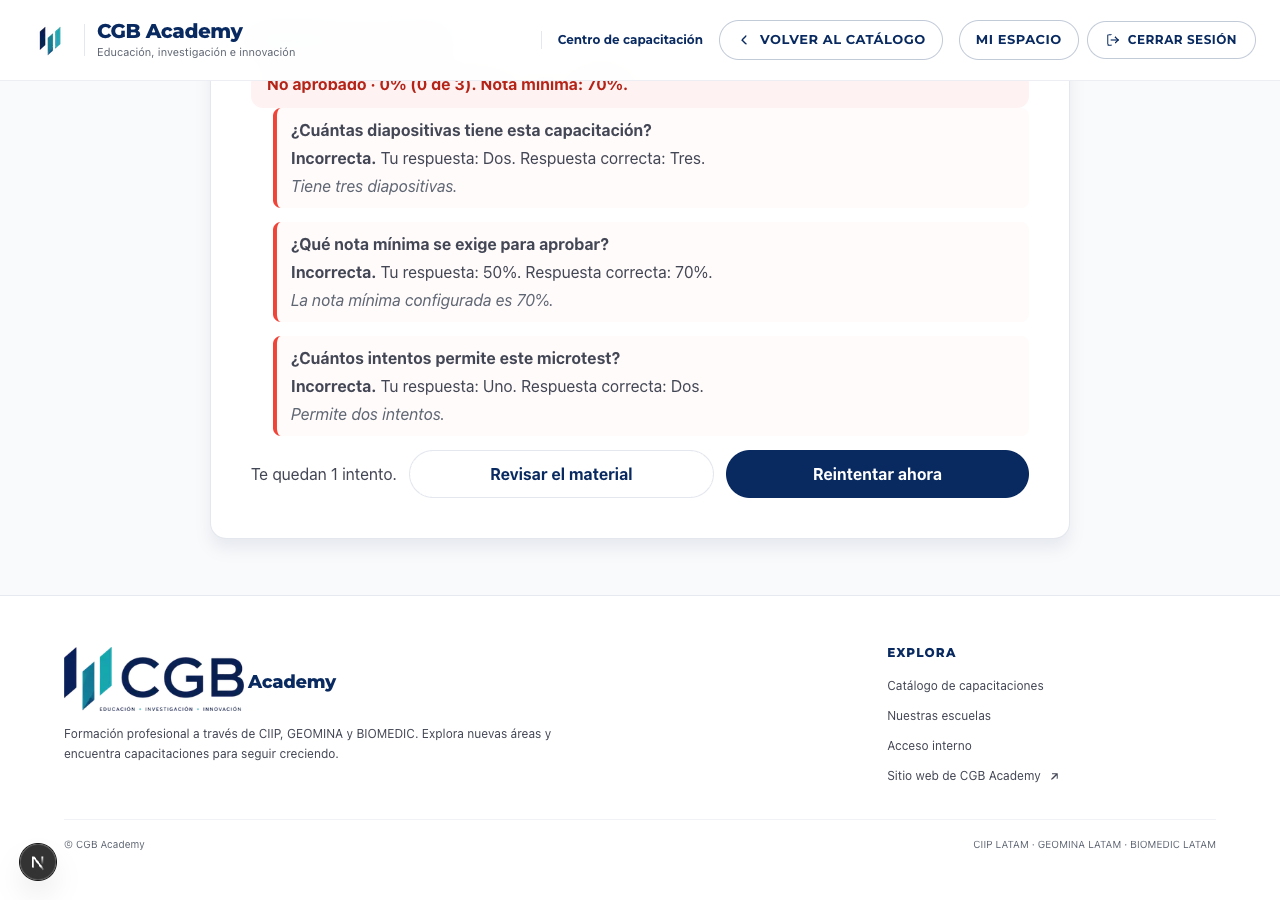 CGB Academy
Educación, investigación e innovación
Centro de capacitación
VOLVER AL CATÁLOGO
MI ESPACIO
CERRAR SESIÓN
No aprobado · 0% (0 de 3). Nota mínima: 70%.
¿Cuántas diapositivas tiene esta capacitación?
Incorrecta. Tu respuesta: Dos. Respuesta correcta: Tres.
Tiene tres diapositivas.
¿Qué nota mínima se exige para aprobar?
Incorrecta. Tu respuesta: 50%. Respuesta correcta: 70%.
La nota mínima configurada es 70%.
¿Cuántos intentos permite este microtest?
Incorrecta. Tu respuesta: Uno. Respuesta correcta: Dos.
Permite dos intentos.
Te quedan 1 intento.
Revisar el material
Reintentar ahora
CGB Academy
EDUCACIÓN - INVESTIGACIÓN - INNOVACIÓN
Formación profesional a través de CIIP, GEOMINA y BIOMEDIC. Explora nuevas áreas y
encuentra capacitaciones para seguir creciendo.
EXPLORA
Catálogo de capacitaciones
Nuestras escuelas
Acceso interno
Sitio web de CGB Academy
© CGB Academy
CIIP LATAM · GEOMINA LATAM · BIOMEDIC LATAM
N